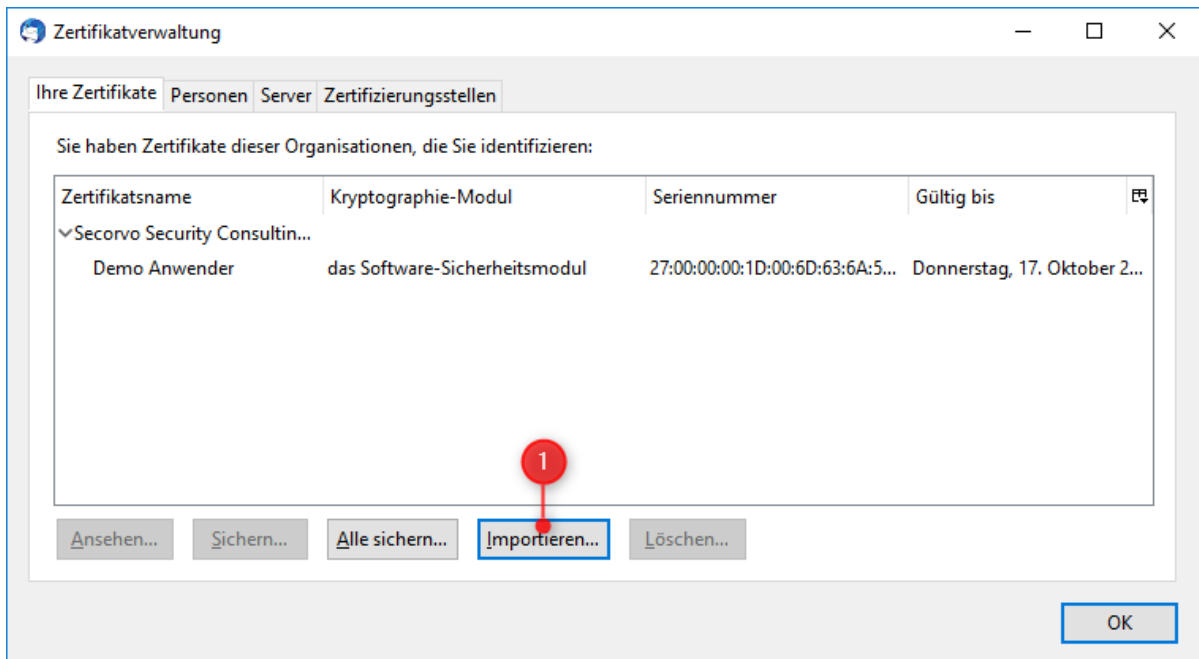 Zertifikatverwaltung
Ihre Zertifikate Personen Server Zertifizierungsstellen
Sie haben Zertifikate dieser Organisationen, die Sie identifizieren:
Zertifikatsname Kryptographie-Modul Seriennummer Gültig bis
Secorvo Security Consultin...
Demo Anwender das Software-Sicherheitsmodul 27:00:00:00:1D:00:6D:63:6A:5... Donnerstag, 17. Oktober 2...
1
Ansehen... Sichern... Alle sichern... Importieren... Löschen...
OK